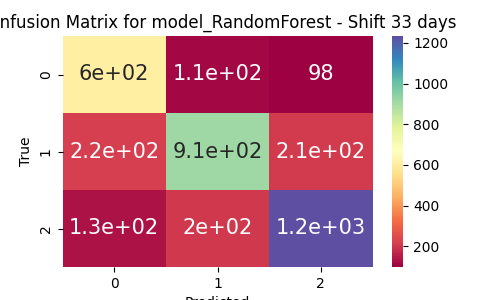 nfusion Matrix for model_RandomForest - Shift 33 days
True
0 6e+02 1.1e+02 98
1 2.2e+02 9.1e+02 2.1e+02
2 1.3e+02 2e+02 1.2e+03
0 1 2
Predicted
1200
1000
800
600
400
200